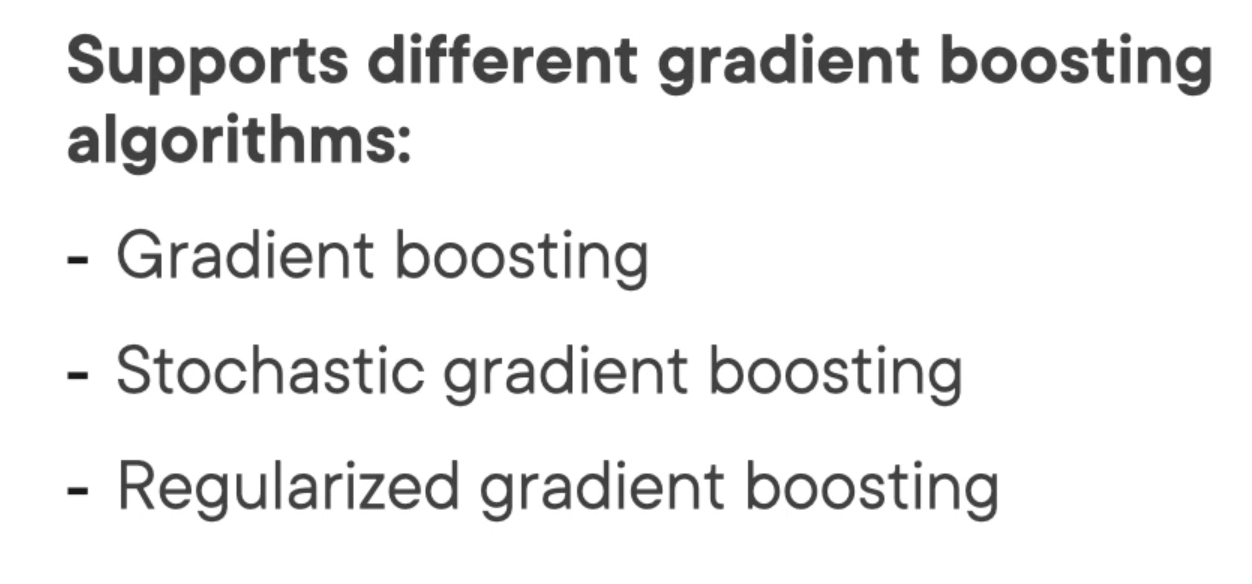 Supports different gradient boosting
algorithms:
- Gradient boosting
- Stochastic gradient boosting
- Regularized gradient boosting